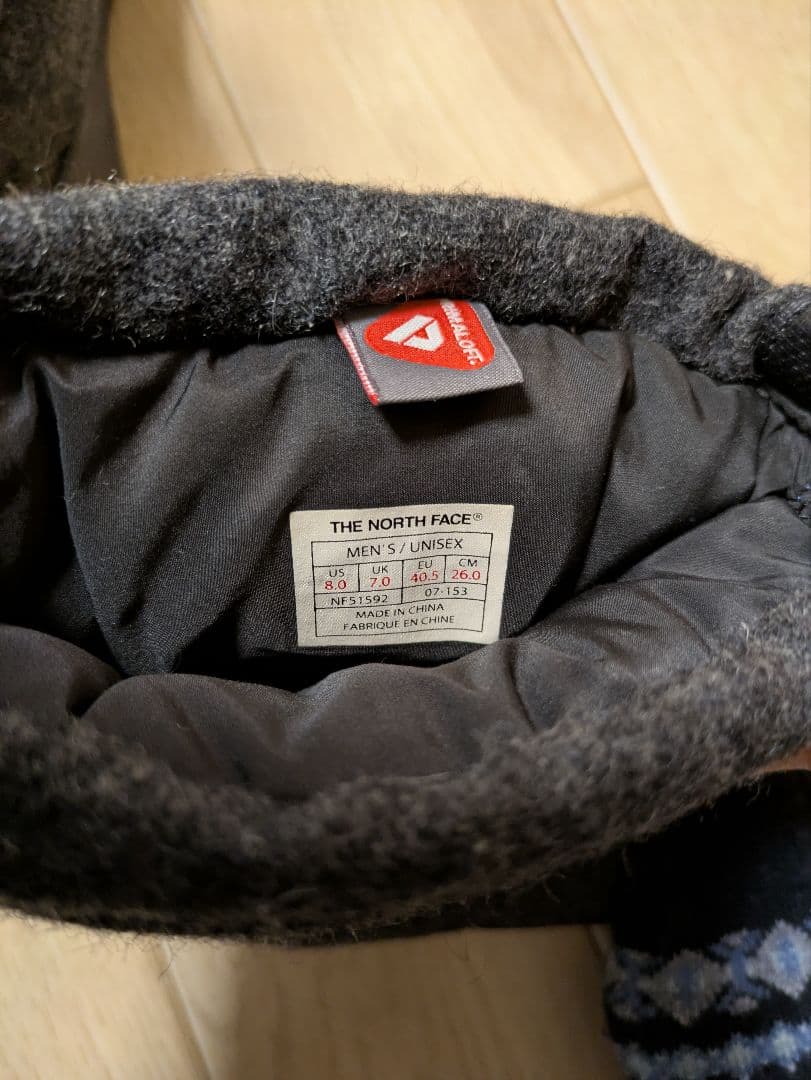 IMALOFT
THE NORTH FACE®
MEN'S / UNISEX
US UK EU CM
8.0 7.0 40.5 26.0
NF51592 07-153
MADE IN CHINA
FABRIQUE EN CHINE